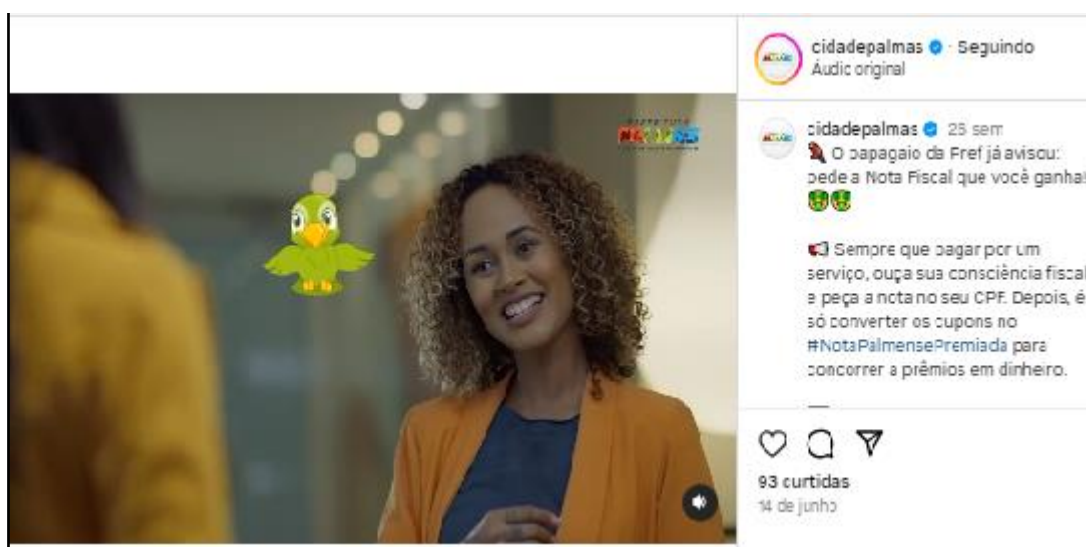 cidadepalmas · Seguindo
Áudio original
cidadepalmas 25 sem
O papagaio da Pref já avisou:
pede a Nota Fiscal que você ganha!
Sempre que pagar por um
serviço, ouça sua consciência fiscal
e peça a nota no seu CPF. Depois, é
só converter os cupons no
#NotaPalmensePremiada para
concorrer a prêmios em dinheiro.
93 curtidas
14 de junho
PREFEITURA